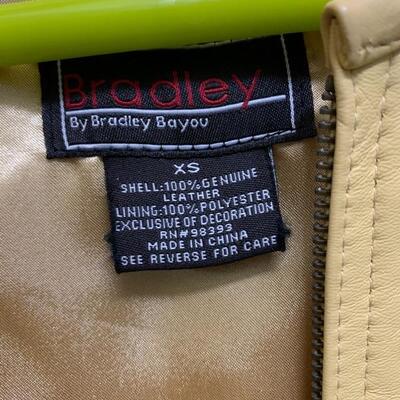 Bradley
By Bradley Bayou
XS
SHELL:100%GENUINE
LEATHER
LINING:100%POLYESTER
EXCLUSIVE OF DECORATION
RN#98393
MADE IN CHINA
SEE REVERSE FOR CARE